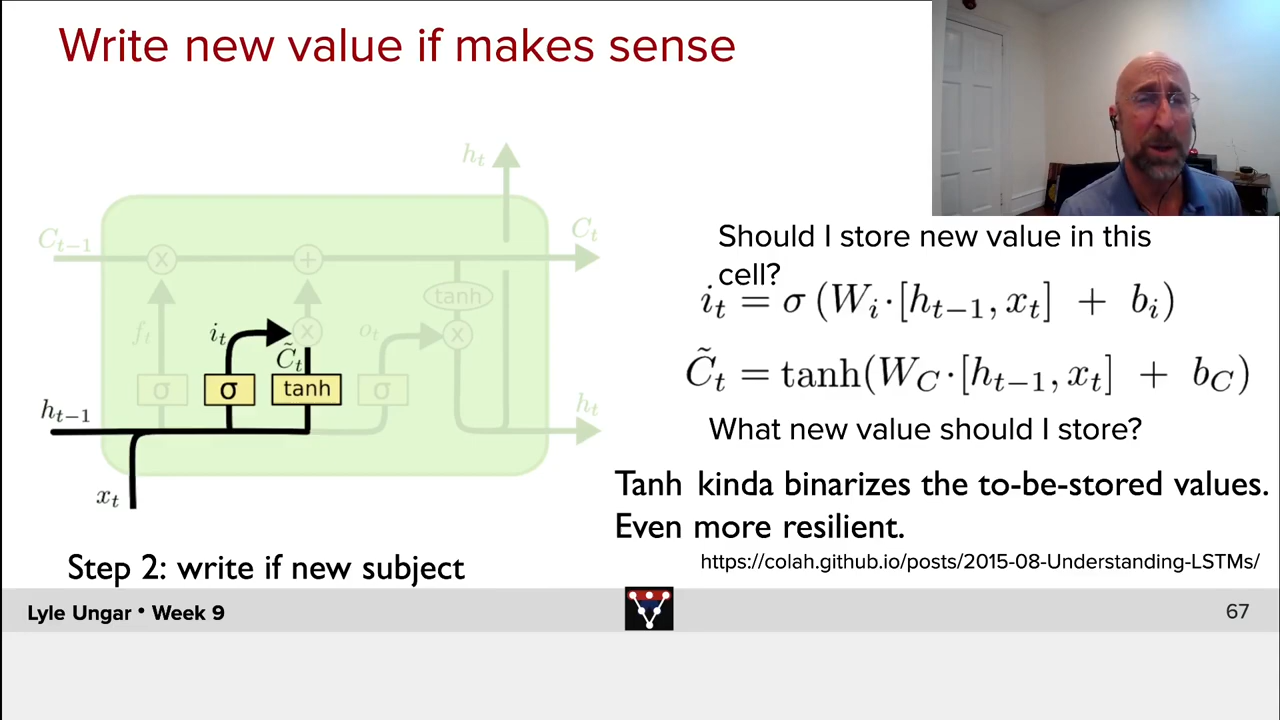 Write new value if makes sense
h_t
C_{t-1}
C_t
x
+
tanh
f_t
i_t
x
o_t
x
C̃_t
σ
σ
tanh
σ
h_{t-1}
h_t
x_t
Should I store new value in this
cell?
i_t = σ (W_i · [h_{t-1}, x_t] + b_i)
C̃_t = tanh(W_C · [h_{t-1}, x_t] + b_C)
What new value should I store?
Tanh kinda binarizes the to-be-stored values.
Even more resilient.
https://colah.github.io/posts/2015-08-Understanding-LSTMs/
Step 2: write if new subject
Lyle Ungar • Week 9
67